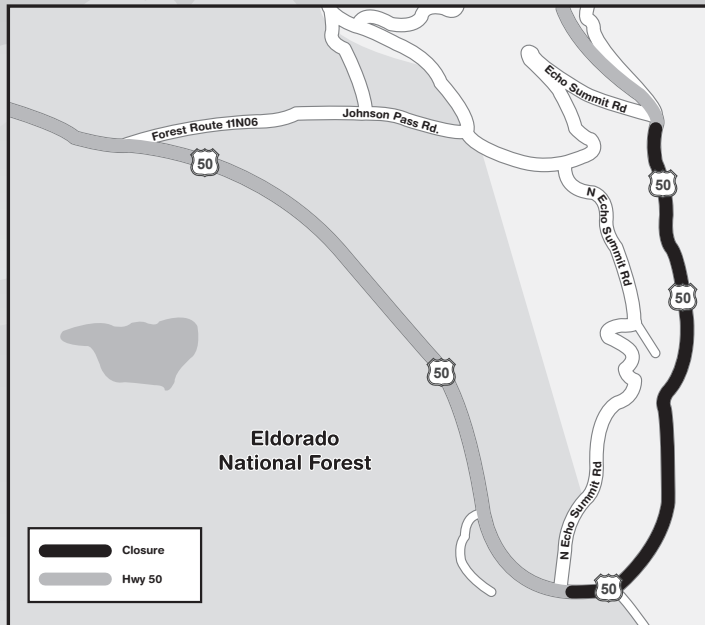 Echo Summit Rd
Forest Route 11N06
Johnson Pass Rd.
50
50
N Echo Summit Rd
50
50
Eldorado
National Forest
N Echo Summit Rd
Closure
Hwy 50
50